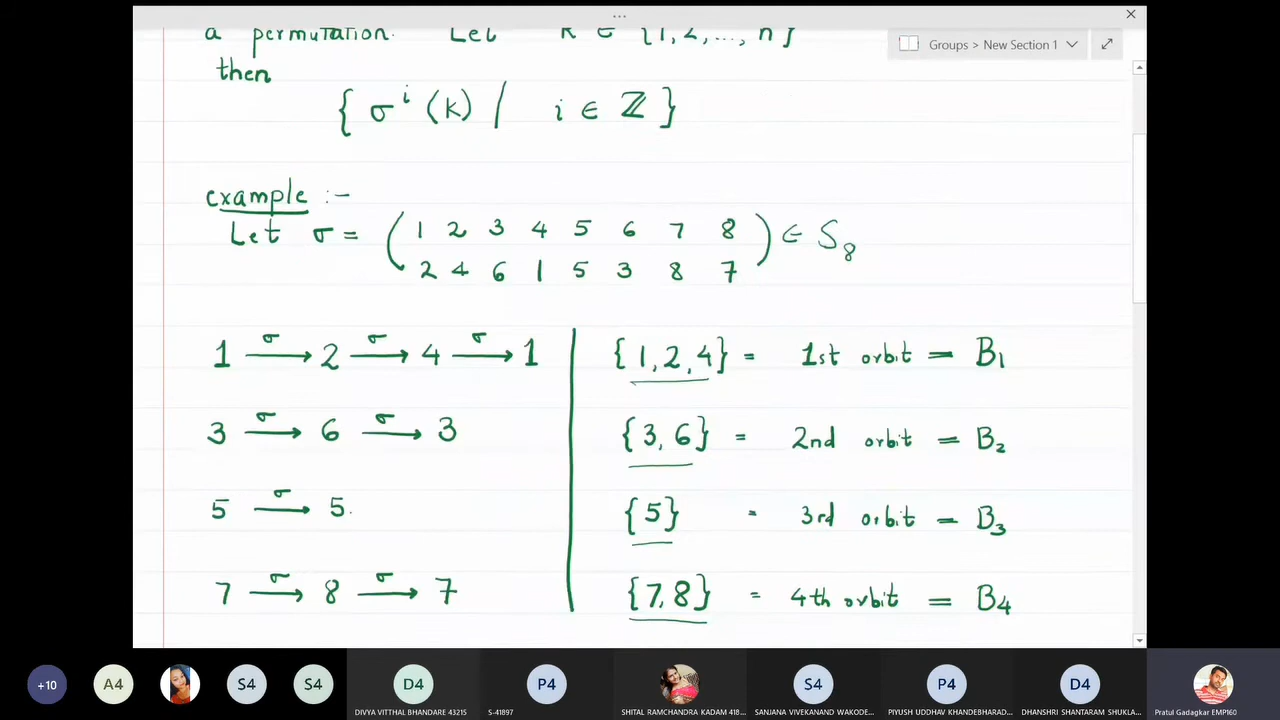 a permutation. Let k ∈ {1, 2, ..., n}
Groups > New Section 1
then
{ σ^i (k) / i ∈ ℤ }
example :-
Let σ = ( 1 2 3 4 5 6 7 8 ) ∈ S₈
2 4 6 1 5 3 8 7
1 —σ→ 2 —σ→ 4 —σ→ 1 | {1, 2, 4} = 1st orbit = B₁
3 —σ→ 6 —σ→ 3 | {3, 6} = 2nd orbit = B₂
5 —σ→ 5. | {5} = 3rd orbit = B₃
7 —σ→ 8 —σ→ 7 | {7, 8} = 4th orbit = B₄
+10 A4 S4 S4 D4 P4 S4 P4 D4
DIVYA VITTHAL BHANDARE 43215 S-41897 SHITAL RAMCHANDRA KADAM 418... SANJANA VIVEKANAND WAKODE... PIYUSH UDDHAV KHANDEBHARAD... DHANSHRI SHANTARAM SHUKLA... Pratul Gadagkar EMP160